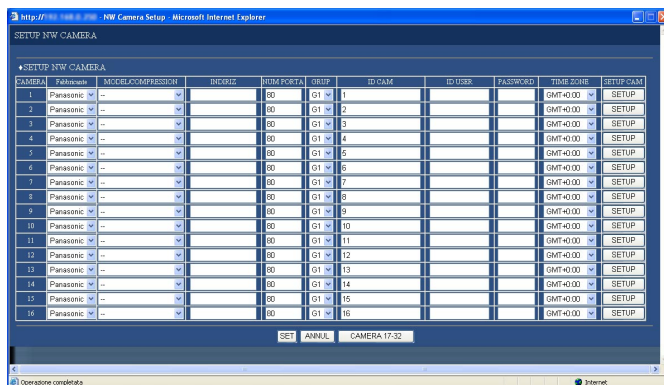 http:// - NW Camera Setup - Microsoft Internet Explorer
SETUP NW CAMERA
♦SETUP NW CAMERA
CAMERA Fabbricante MODEL/COMPRESSION INDIRIZ NUM PORTA GRUP ID CAM ID USER PASSWORD TIME ZONE SETUP CAM
1 Panasonic -- 80 G1 1 GMT+0:00 SETUP
2 Panasonic -- 80 G1 2 GMT+0:00 SETUP
3 Panasonic -- 80 G1 3 GMT+0:00 SETUP
4 Panasonic -- 80 G1 4 GMT+0:00 SETUP
5 Panasonic -- 80 G1 5 GMT+0:00 SETUP
6 Panasonic -- 80 G1 6 GMT+0:00 SETUP
7 Panasonic -- 80 G1 7 GMT+0:00 SETUP
8 Panasonic -- 80 G1 8 GMT+0:00 SETUP
9 Panasonic -- 80 G1 9 GMT+0:00 SETUP
10 Panasonic -- 80 G1 10 GMT+0:00 SETUP
11 Panasonic -- 80 G1 11 GMT+0:00 SETUP
12 Panasonic -- 80 G1 12 GMT+0:00 SETUP
13 Panasonic -- 80 G1 13 GMT+0:00 SETUP
14 Panasonic -- 80 G1 14 GMT+0:00 SETUP
15 Panasonic -- 80 G1 15 GMT+0:00 SETUP
16 Panasonic -- 80 G1 16 GMT+0:00 SETUP
SET ANNUL CAMERA 17-32
Operazione completata Internet